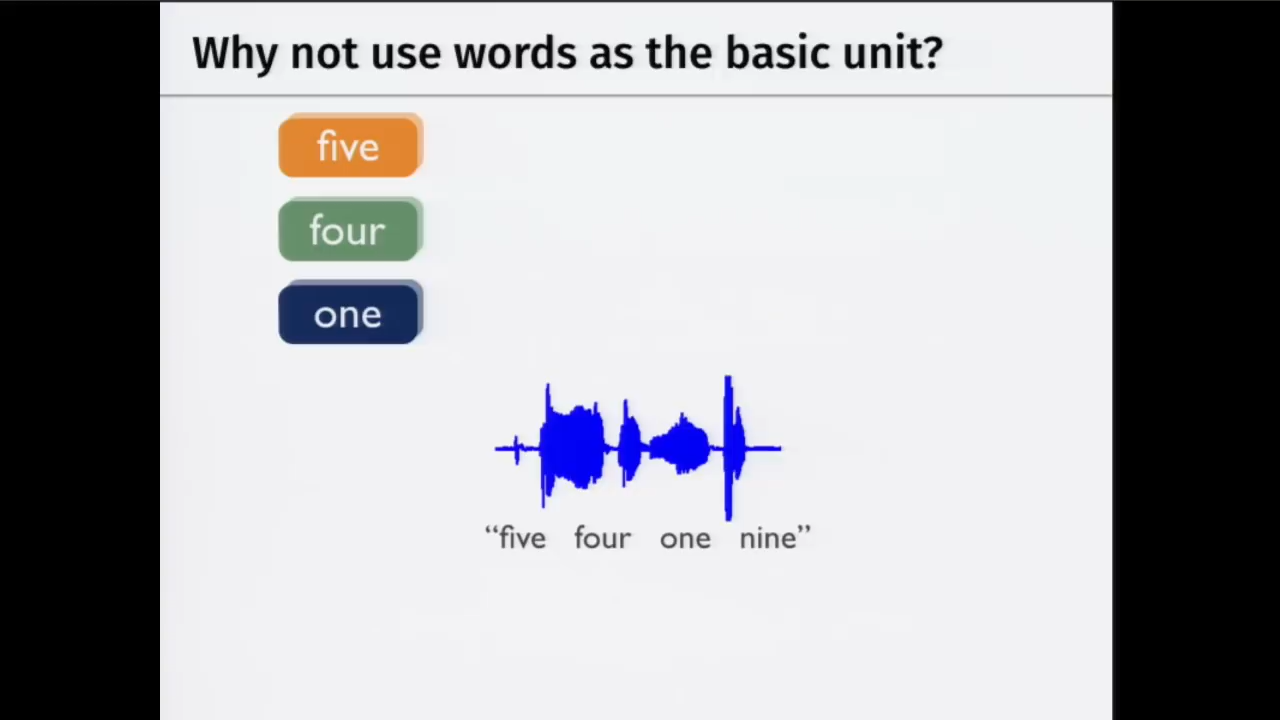 Why not use words as the basic unit?
five
four
one
“five four one nine”